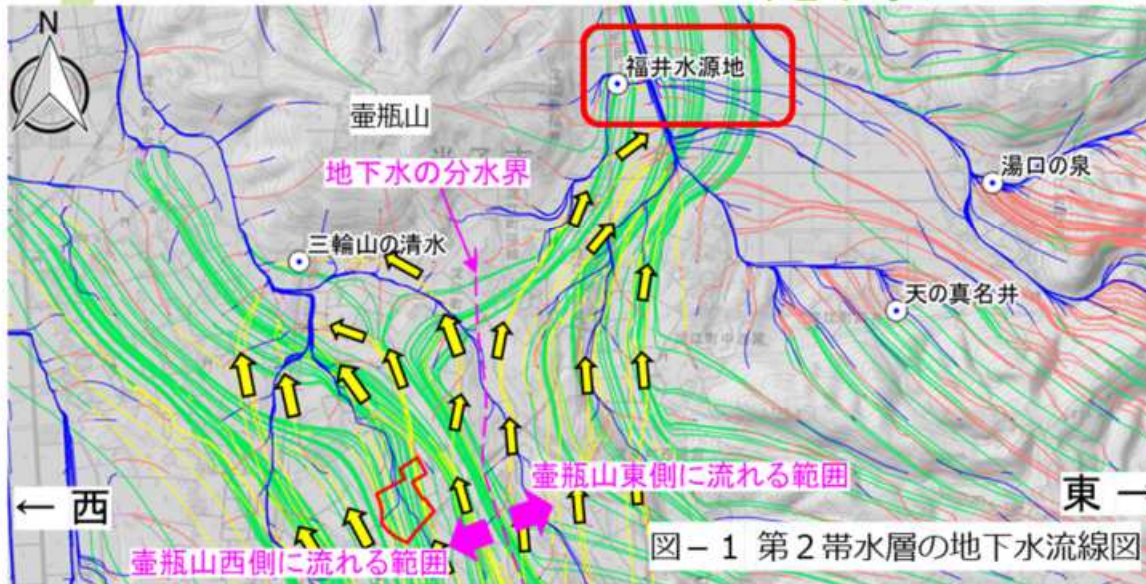 N
福井水源地
壷瓶山
地下水の分水界
湯口の泉
三輪山の清水
天の真名井
壷瓶山東側に流れる範囲
← 西
東
壷瓶山西側に流れる範囲
図－1 第２帯水層の地下水流線図